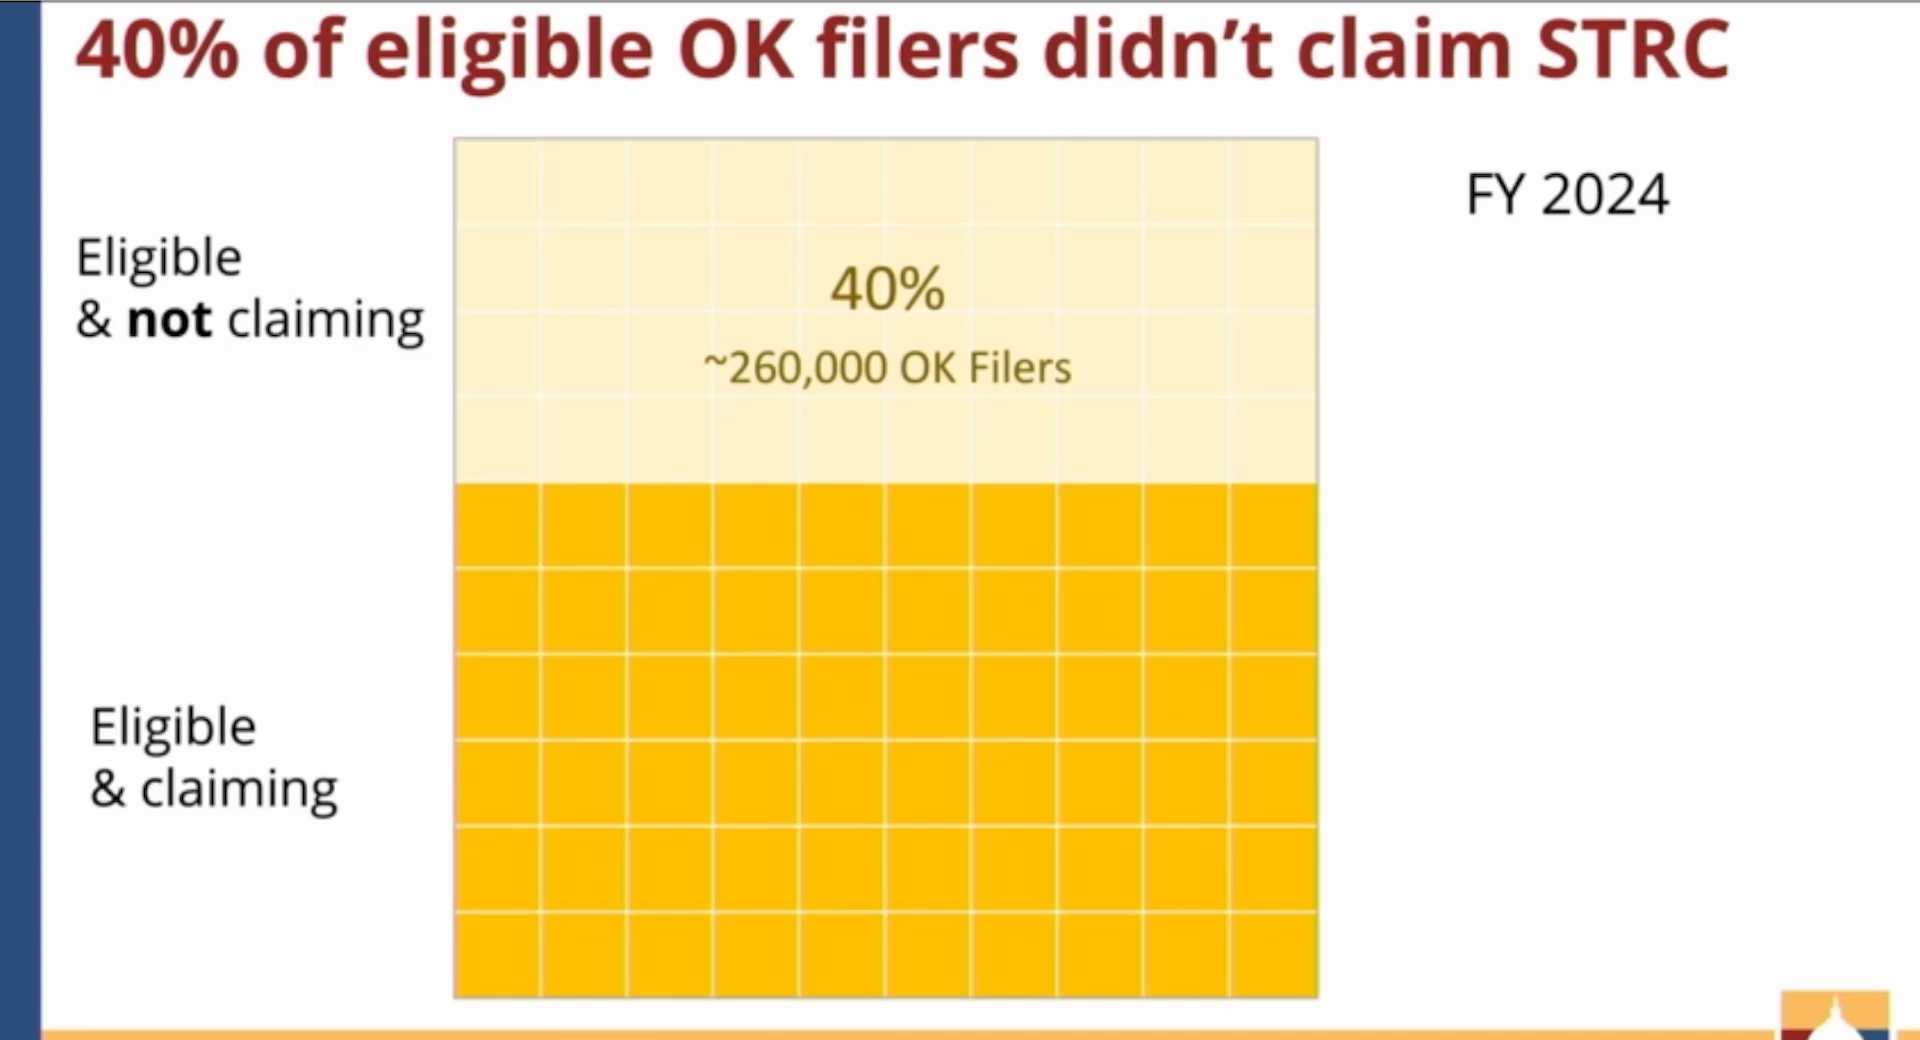 40% of eligible OK filers didn’t claim STRC
FY 2024
Eligible
& not claiming
40%
~260,000 OK Filers
Eligible
& claiming